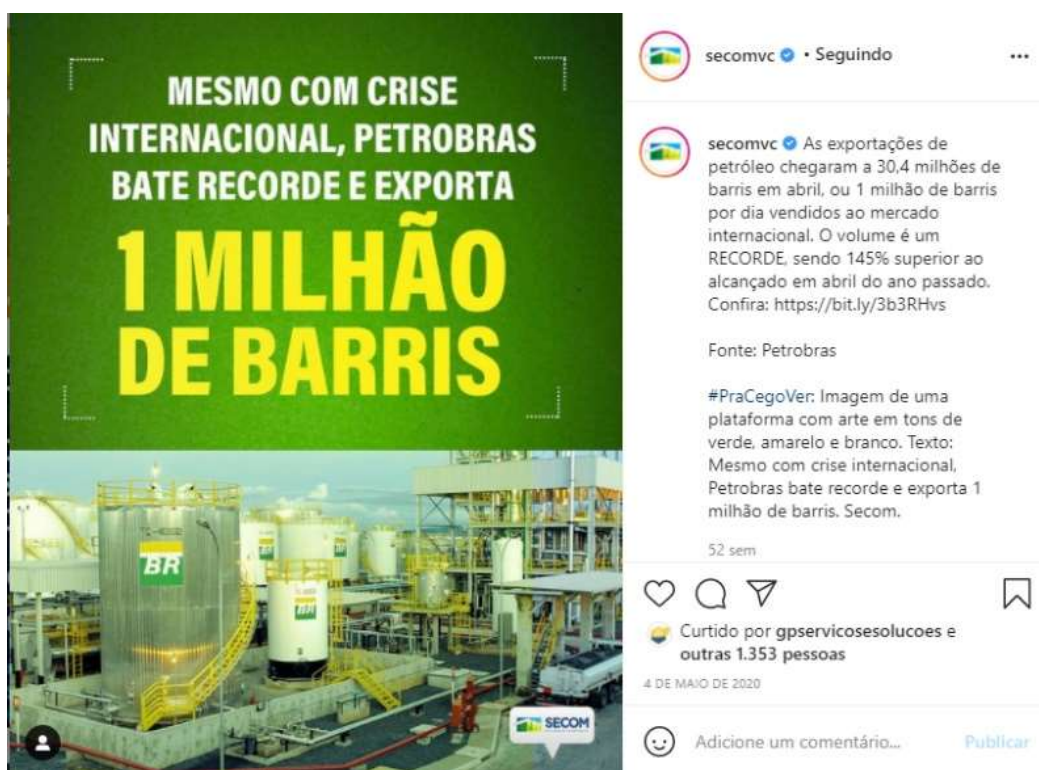 MESMO COM CRISE
INTERNACIONAL, PETROBRAS
BATE RECORDE E EXPORTA
1 MILHÃO
DE BARRIS
BR
BR
SECOM
secomvc • Seguindo
secomvc As exportações de
petróleo chegaram a 30,4 milhões de
barris em abril, ou 1 milhão de barris
por dia vendidos ao mercado
internacional. O volume é um
RECORDE, sendo 145% superior ao
alcançado em abril do ano passado.
Confira: https://bit.ly/3b3RHvs
Fonte: Petrobras
#PraCegoVer: Imagem de uma
plataforma com arte em tons de
verde, amarelo e branco. Texto:
Mesmo com crise internacional,
Petrobras bate recorde e exporta 1
milhão de barris. Secom.
52 sem
Curtido por gpservicosesolucoes e
outras 1.353 pessoas
4 DE MAIO DE 2020
Adicione um comentário... Publicar